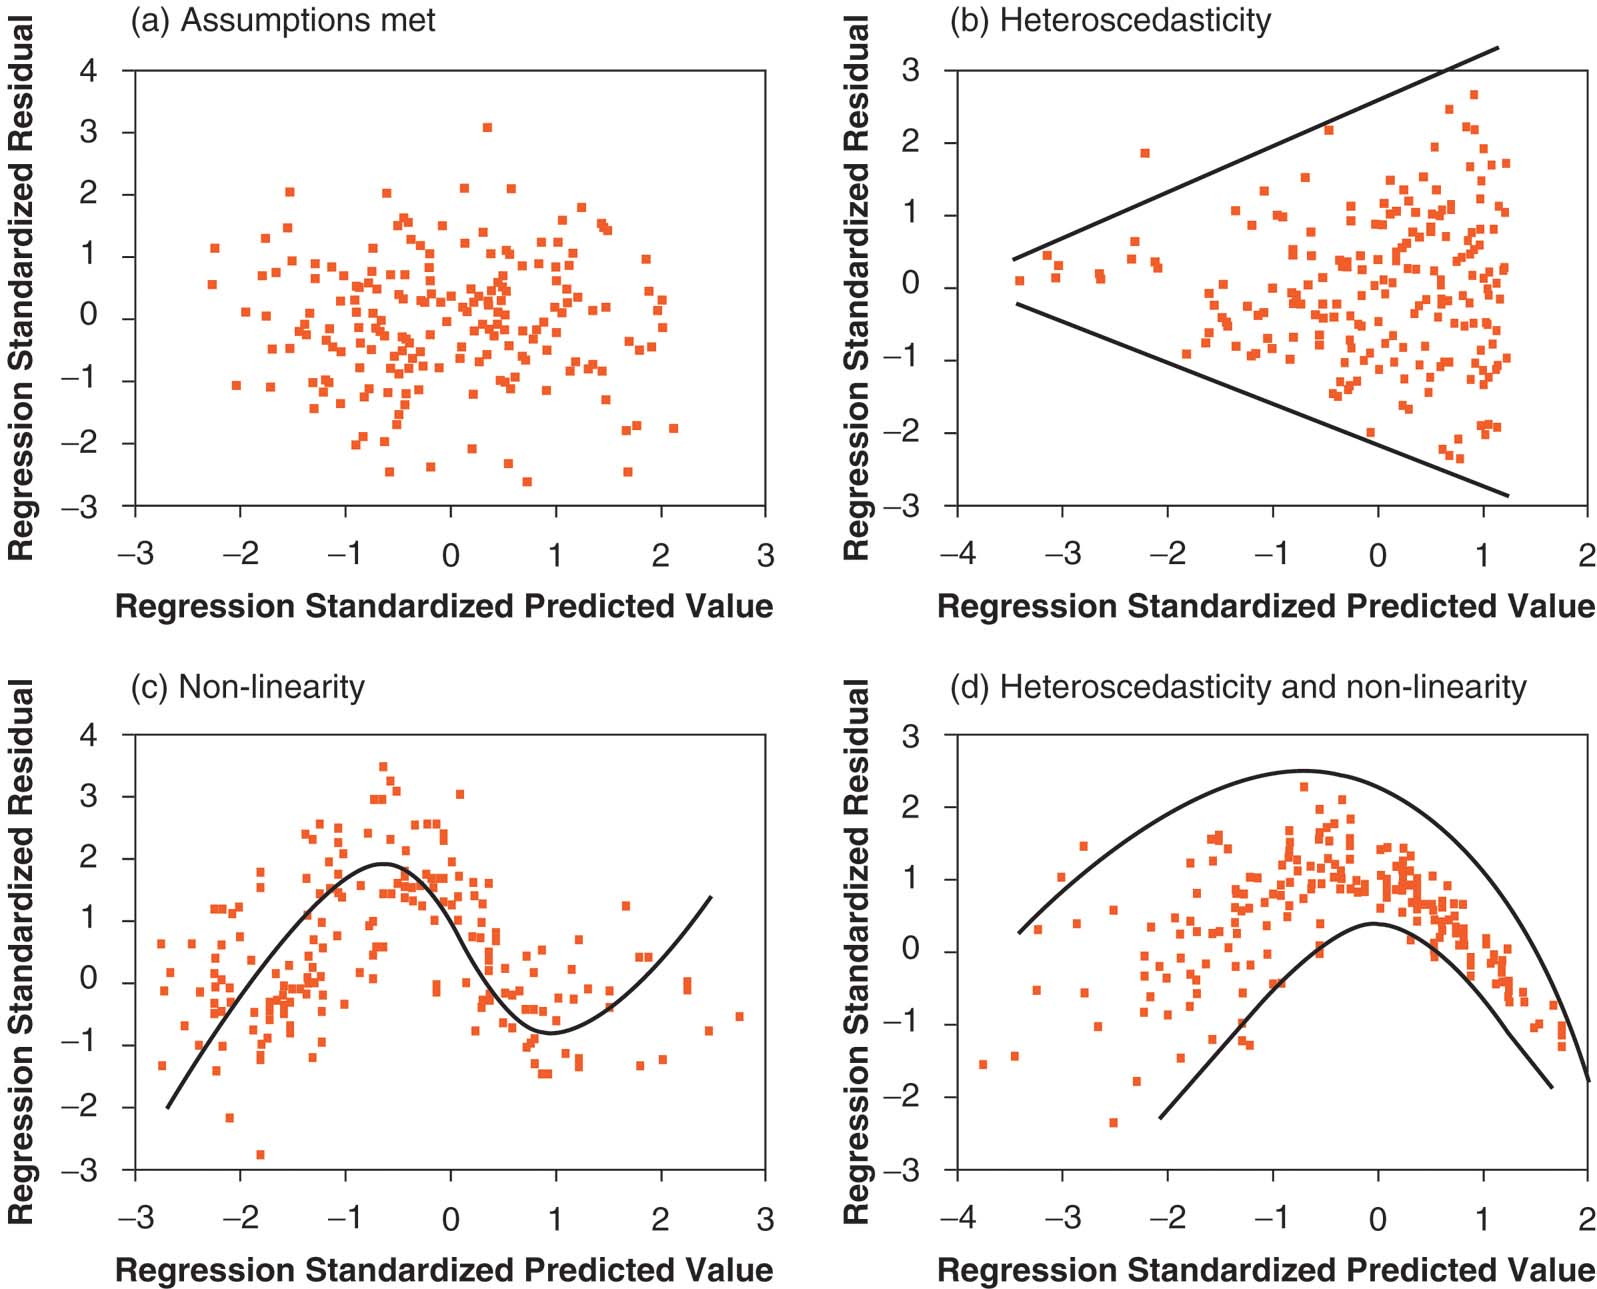 (a) Assumptions met
Regression Standardized Residual
4
3
2
1
0
–1
–2
–3
–3 –2 –1 0 1 2 3
Regression Standardized Predicted Value
(b) Heteroscedasticity
Regression Standardized Residual
3
2
1
0
–1
–2
–3
–4 –3 –2 –1 0 1 2
Regression Standardized Predicted Value
(c) Non-linearity
Regression Standardized Residual
4
3
2
1
0
–1
–2
–3
–3 –2 –1 0 1 2 3
Regression Standardized Predicted Value
(d) Heteroscedasticity and non-linearity
Regression Standardized Residual
3
2
1
0
–1
–2
–3
–4 –3 –2 –1 0 1 2
Regression Standardized Predicted Value